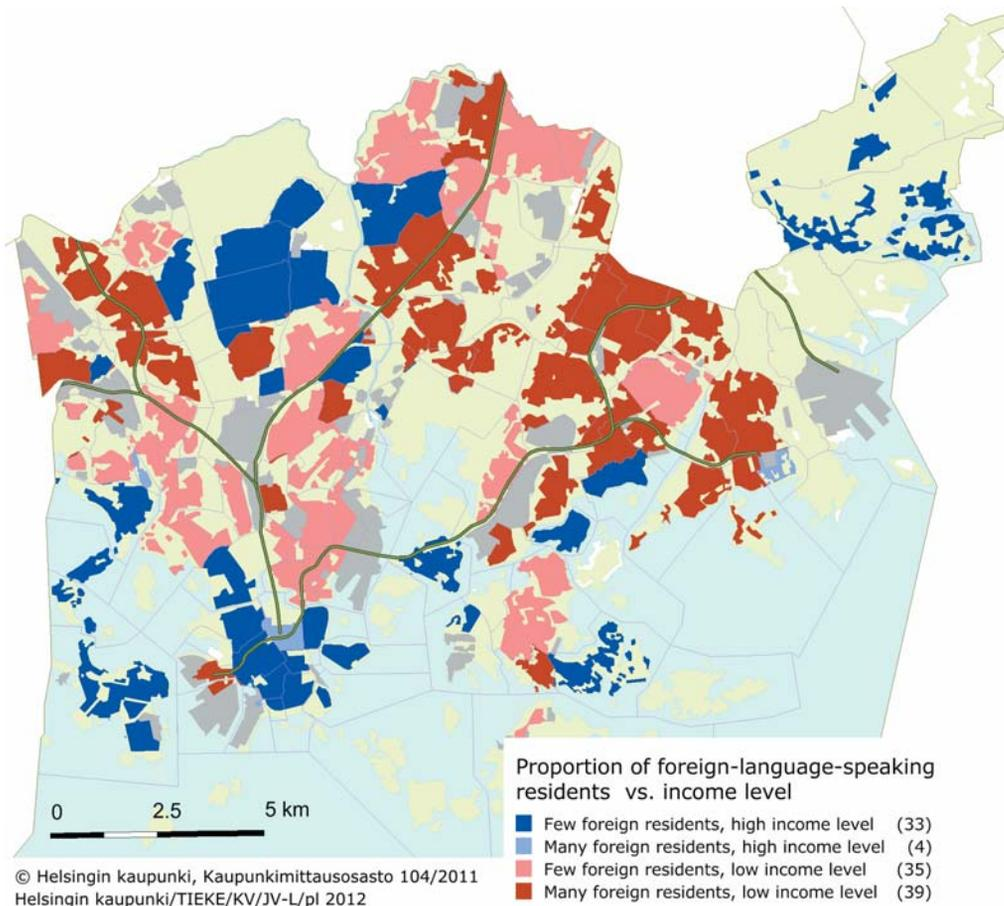 0 2.5 5 km
© Helsingin kaupunki, Kaupunkimittausosasto 104/2011
Helsingin kaupunki/TIEKE/KV/JV-L/pl 2012
Proportion of foreign-language-speaking
residents vs. income level
Few foreign residents, high income level (33)
Many foreign residents, high income level (4)
Few foreign residents, low income level (35)
Many foreign residents, low income level (39)